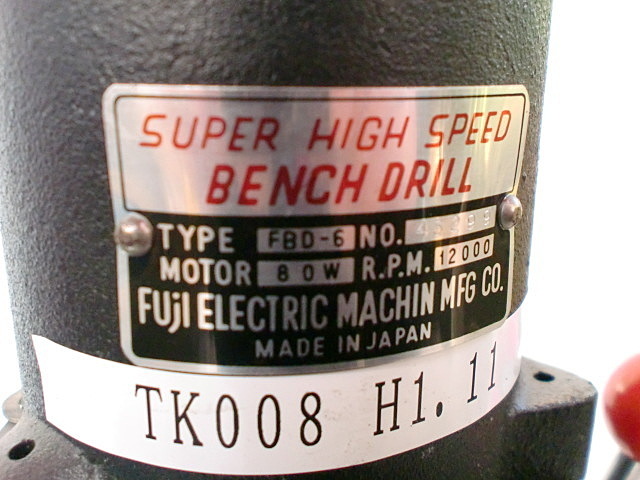 SUPER HIGH SPEED
BENCH DRILL
TYPE FBD-6 NO.
MOTOR 80W R.P.M. 12000
FUJI ELECTRIC MACHIN MFG CO.
MADE IN JAPAN
TK008 H1.11